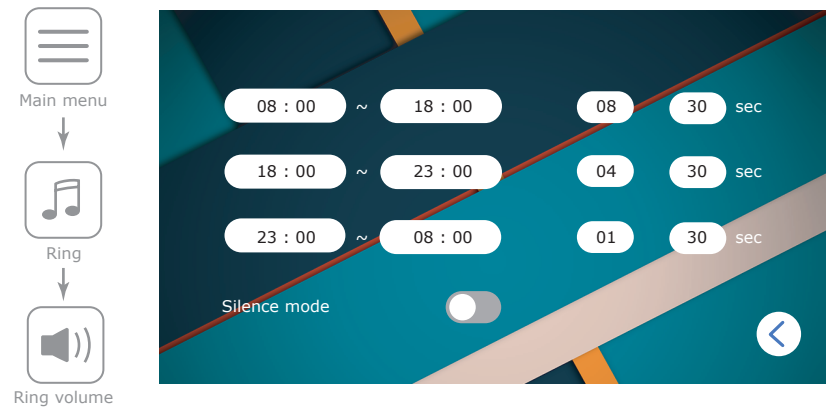 Main menu
Ring
Ring volume
08 : 00 ~ 18 : 00 08 30 sec
18 : 00 ~ 23 : 00 04 30 sec
23 : 00 ~ 08 : 00 01 30 sec
Silence mode